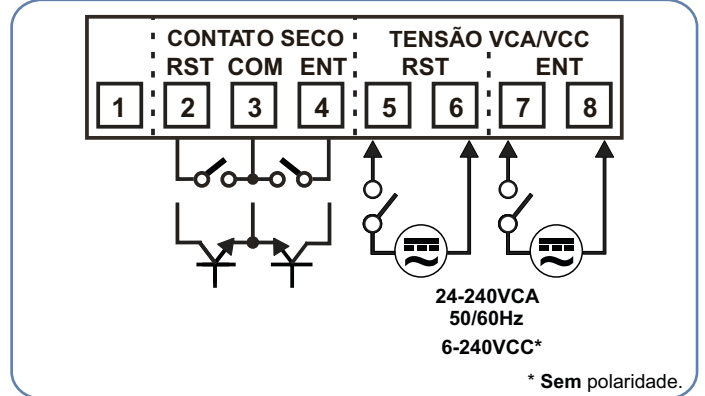 CONTATO SECO TENSÃO VCA/VCC
RST COM ENT RST ENT
1 2 3 4 5 6 7 8
24-240VCA
50/60Hz
6-240VCC*
* Sem polaridade.